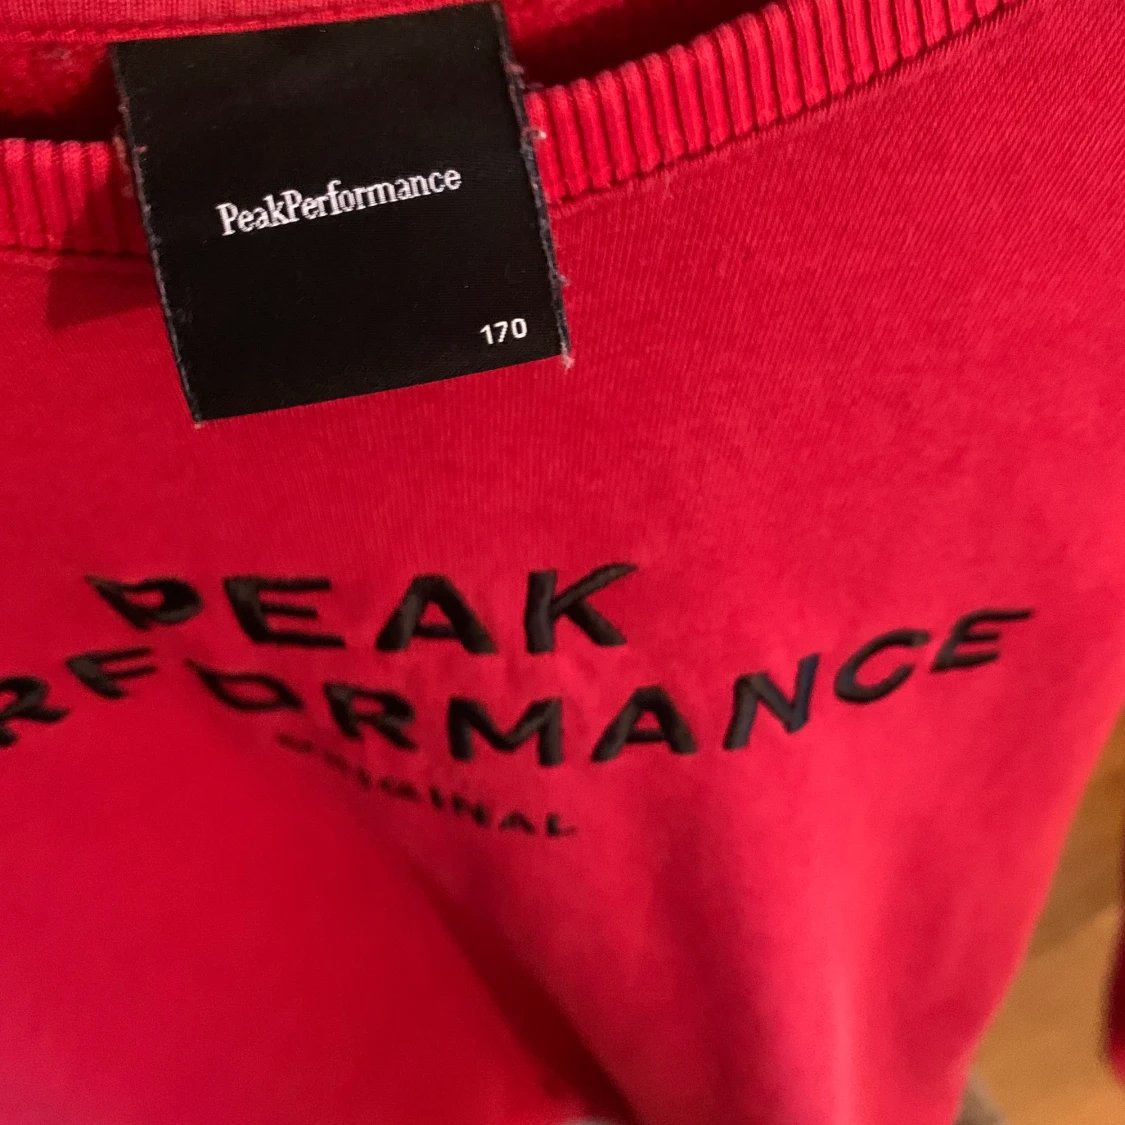 PeakPerformance
170
PEAK
RFORMANCE
ORIGINAL